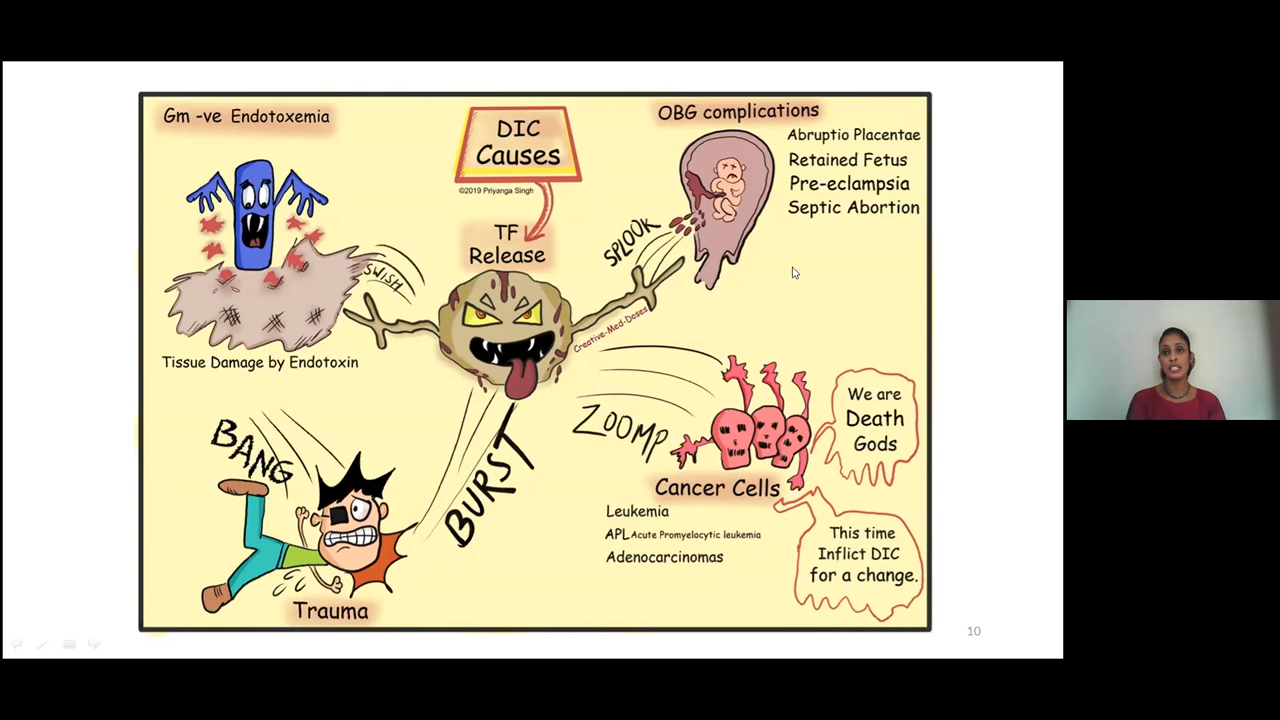 Gm -ve Endotoxemia
DIC
Causes
©2019 Priyanga Singh
TF
Release
OBG complications
Abruptio Placentae
Retained Fetus
Pre-eclampsia
Septic Abortion
SWISH
SPLOOK
Creative-Med-Doses
Tissue Damage by Endotoxin
BANG
BURST
ZOOMP
We are
Death
Gods
Cancer Cells
Leukemia
APL Acute Promyelocytic leukemia
Adenocarcinomas
This time
Inflict DIC
for a change.
Trauma
10